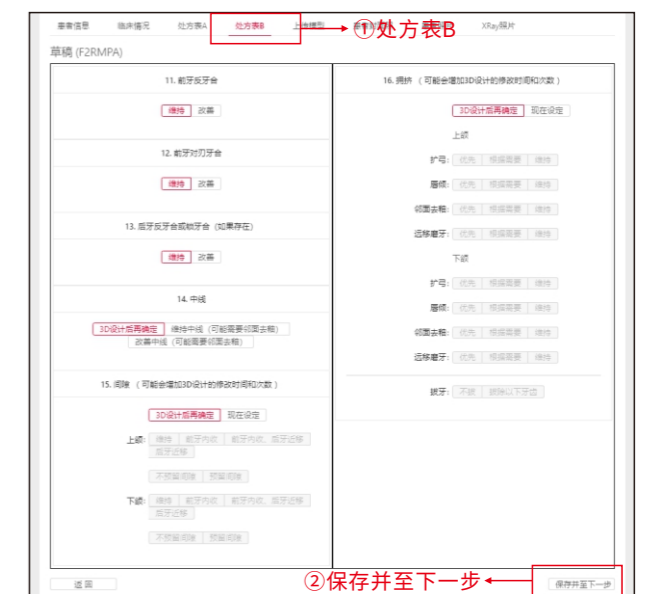 患者信息 临床情况 处方表A 处方表B 上传模型 XRay照片
①处方表B
草稿 (F2RMPA)
11. 前牙反牙合
维持 改善
12. 前牙对刃牙合
维持 改善
13. 后牙反牙合或锁牙合（如果存在）
维持 改善
14. 中线
3D设计后再确定 维持中线（可能需要邻面去釉）
改善中线（可能需要邻面去釉）
15. 间隙 （可能会增加3D设计的修改时间和次数）
3D设计后再确定 现在设定
上颌: 维持 前牙内收 前牙内收、后牙近移
后牙近移
不预留间隙 预留间隙
下颌: 维持 前牙内收 前牙内收、后牙近移
后牙近移
不预留间隙 预留间隙
16. 拥挤 （可能会增加3D设计的修改时间和次数）
3D设计后再确定 现在设定
上颌
扩弓: 优先 根据需要 维持
唇倾: 优先 根据需要 维持
邻面去釉: 优先 根据需要 维持
远移磨牙: 优先 根据需要 维持
下颌
扩弓: 优先 根据需要 维持
唇倾: 优先 根据需要 维持
邻面去釉: 优先 根据需要 维持
远移磨牙: 优先 根据需要 维持
拔牙: 不拔 拔除以下牙齿
返回
②保存并至下一步
保存并至下一步